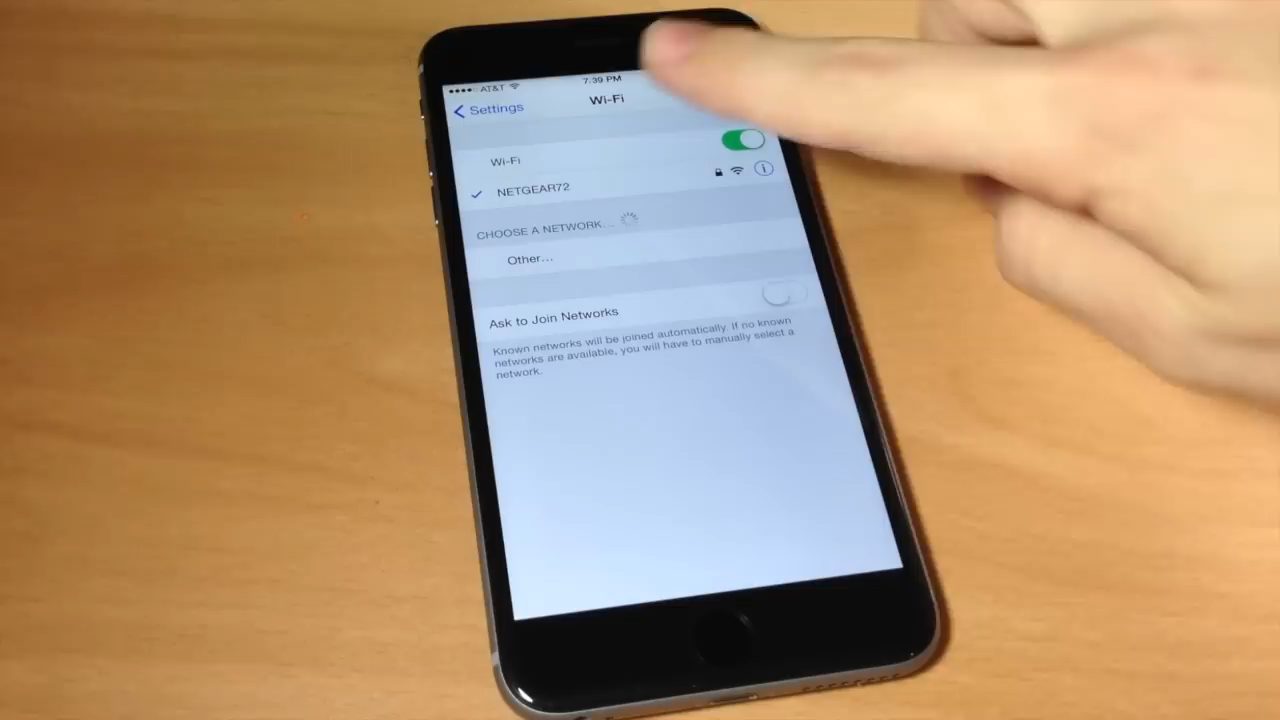 AT&T 7:39 PM
Settings Wi-Fi
Wi-Fi
NETGEAR72
CHOOSE A NETWORK...
Other...
Ask to Join Networks
Known networks will be joined automatically. If no known
networks are available, you will have to manually select a
network.